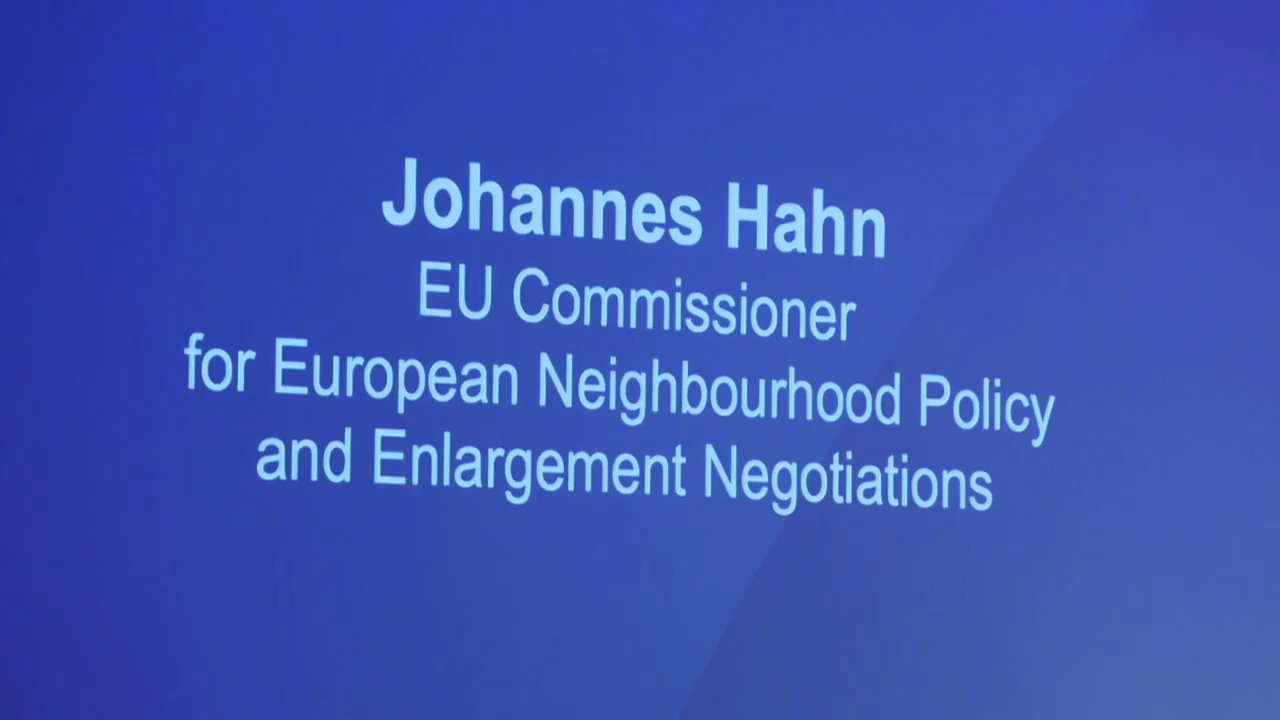 Johannes Hahn
EU Commissioner
for European Neighbourhood Policy
and Enlargement Negotiations